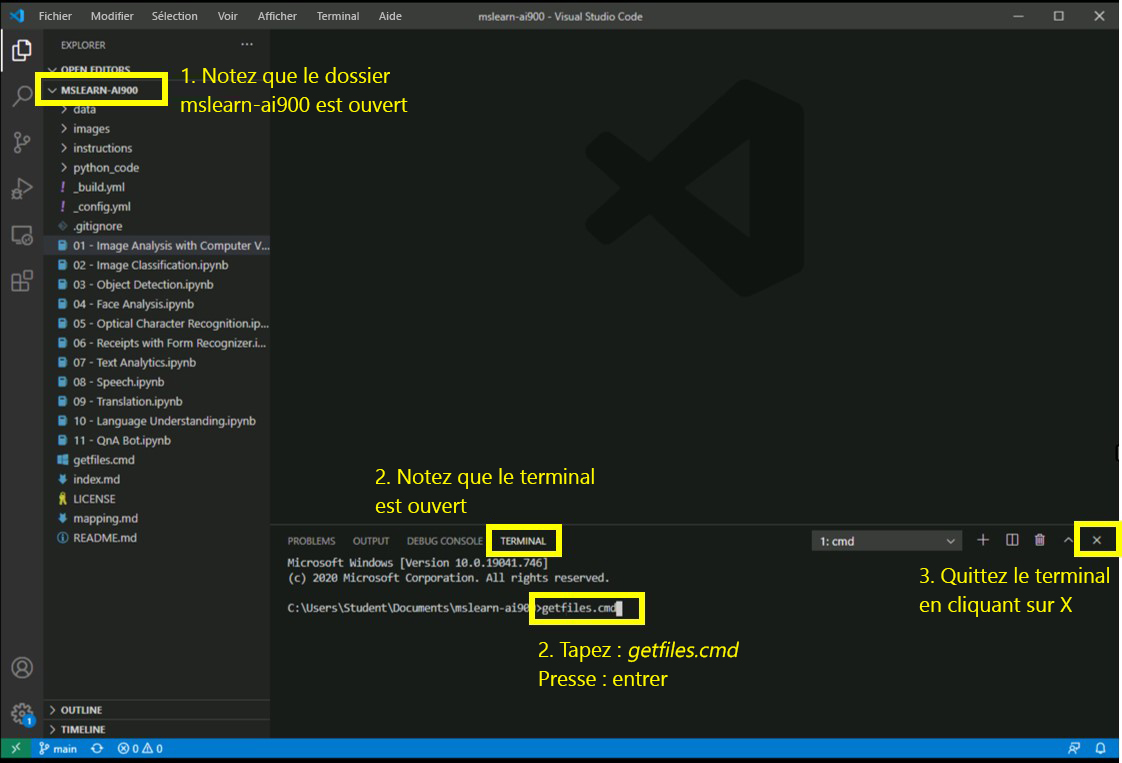 Fichier Modifier Sélection Voir Afficher Terminal Aide mslearn-ai900 - Visual Studio Code
EXPLORER ...
OPEN EDITORS
MSLEARN-AI900
1. Notez que le dossier
mslearn-ai900 est ouvert
data
images
instructions
python_code
! _build.yml
! _config.yml
.gitignore
01 - Image Analysis with Computer V...
02 - Image Classification.ipynb
03 - Object Detection.ipynb
04 - Face Analysis.ipynb
05 - Optical Character Recognition.ip...
06 - Receipts with Form Recognizer.i...
07 - Text Analytics.ipynb
08 - Speech.ipynb
09 - Translation.ipynb
10 - Language Understanding.ipynb
11 - QnA Bot.ipynb
getfiles.cmd
index.md
LICENSE
mapping.md
README.md
2. Notez que le terminal
est ouvert
PROBLEMS OUTPUT DEBUG CONSOLE TERMINAL 1: cmd
Microsoft Windows [Version 10.0.19041.746]
(c) 2020 Microsoft Corporation. All rights reserved.
C:\Users\Student\Documents\mslearn-ai900>getfiles.cmd
3. Quittez le terminal
en cliquant sur X
2. Tapez : getfiles.cmd
Presse : entrer
OUTLINE
1
TIMELINE
main 0 0